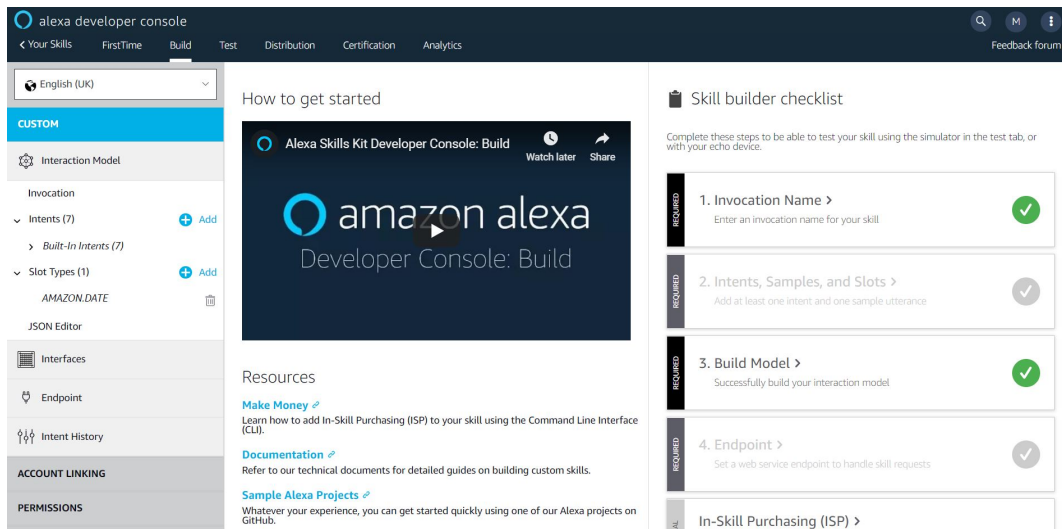 alexa developer console
M
Your Skills FirstTime Build Test Distribution Certification Analytics
Feedback forum
English (UK)
CUSTOM
Interaction Model
Invocation
Intents (7) Add
Built-In Intents (7)
Slot Types (1) Add
AMAZON.DATE
JSON Editor
Interfaces
Endpoint
Intent History
ACCOUNT LINKING
PERMISSIONS
How to get started
Alexa Skills Kit Developer Console: Build
Watch later Share
amazon alexa
Developer Console: Build
Resources
Make Money
Learn how to add In-Skill Purchasing (ISP) to your skill using the Command Line Interface
(CLI).
Documentation
Refer to our technical documents for detailed guides on building custom skills.
Sample Alexa Projects
Whatever your experience, you can get started quickly using one of our Alexa projects on
GitHub.
Skill builder checklist
Complete these steps to be able to test your skill using the simulator in the test tab, or
with your echo device.
REQUIRED
1. Invocation Name >
Enter an invocation name for your skill
REQUIRED
2. Intents, Samples, and Slots >
Add at least one intent and one sample utterance
REQUIRED
3. Build Model >
Successfully build your interaction model
REQUIRED
4. Endpoint >
Set a web service endpoint to handle skill requests
In-Skill Purchasing (ISP) >